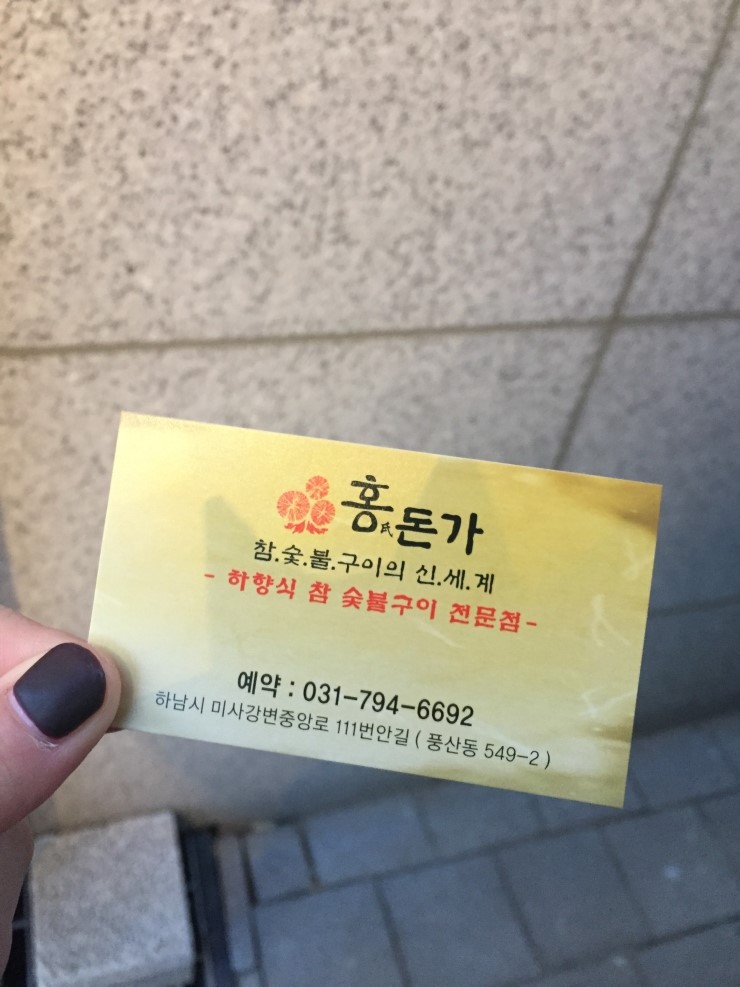 홍氏돈가
참.숯.불.구이의 신.세.계
- 하향식 참 숯불구이 전문점-
예약 : 031-794-6692
하남시 미사강변중앙로 111번안길 ( 풍산동 549-2 )